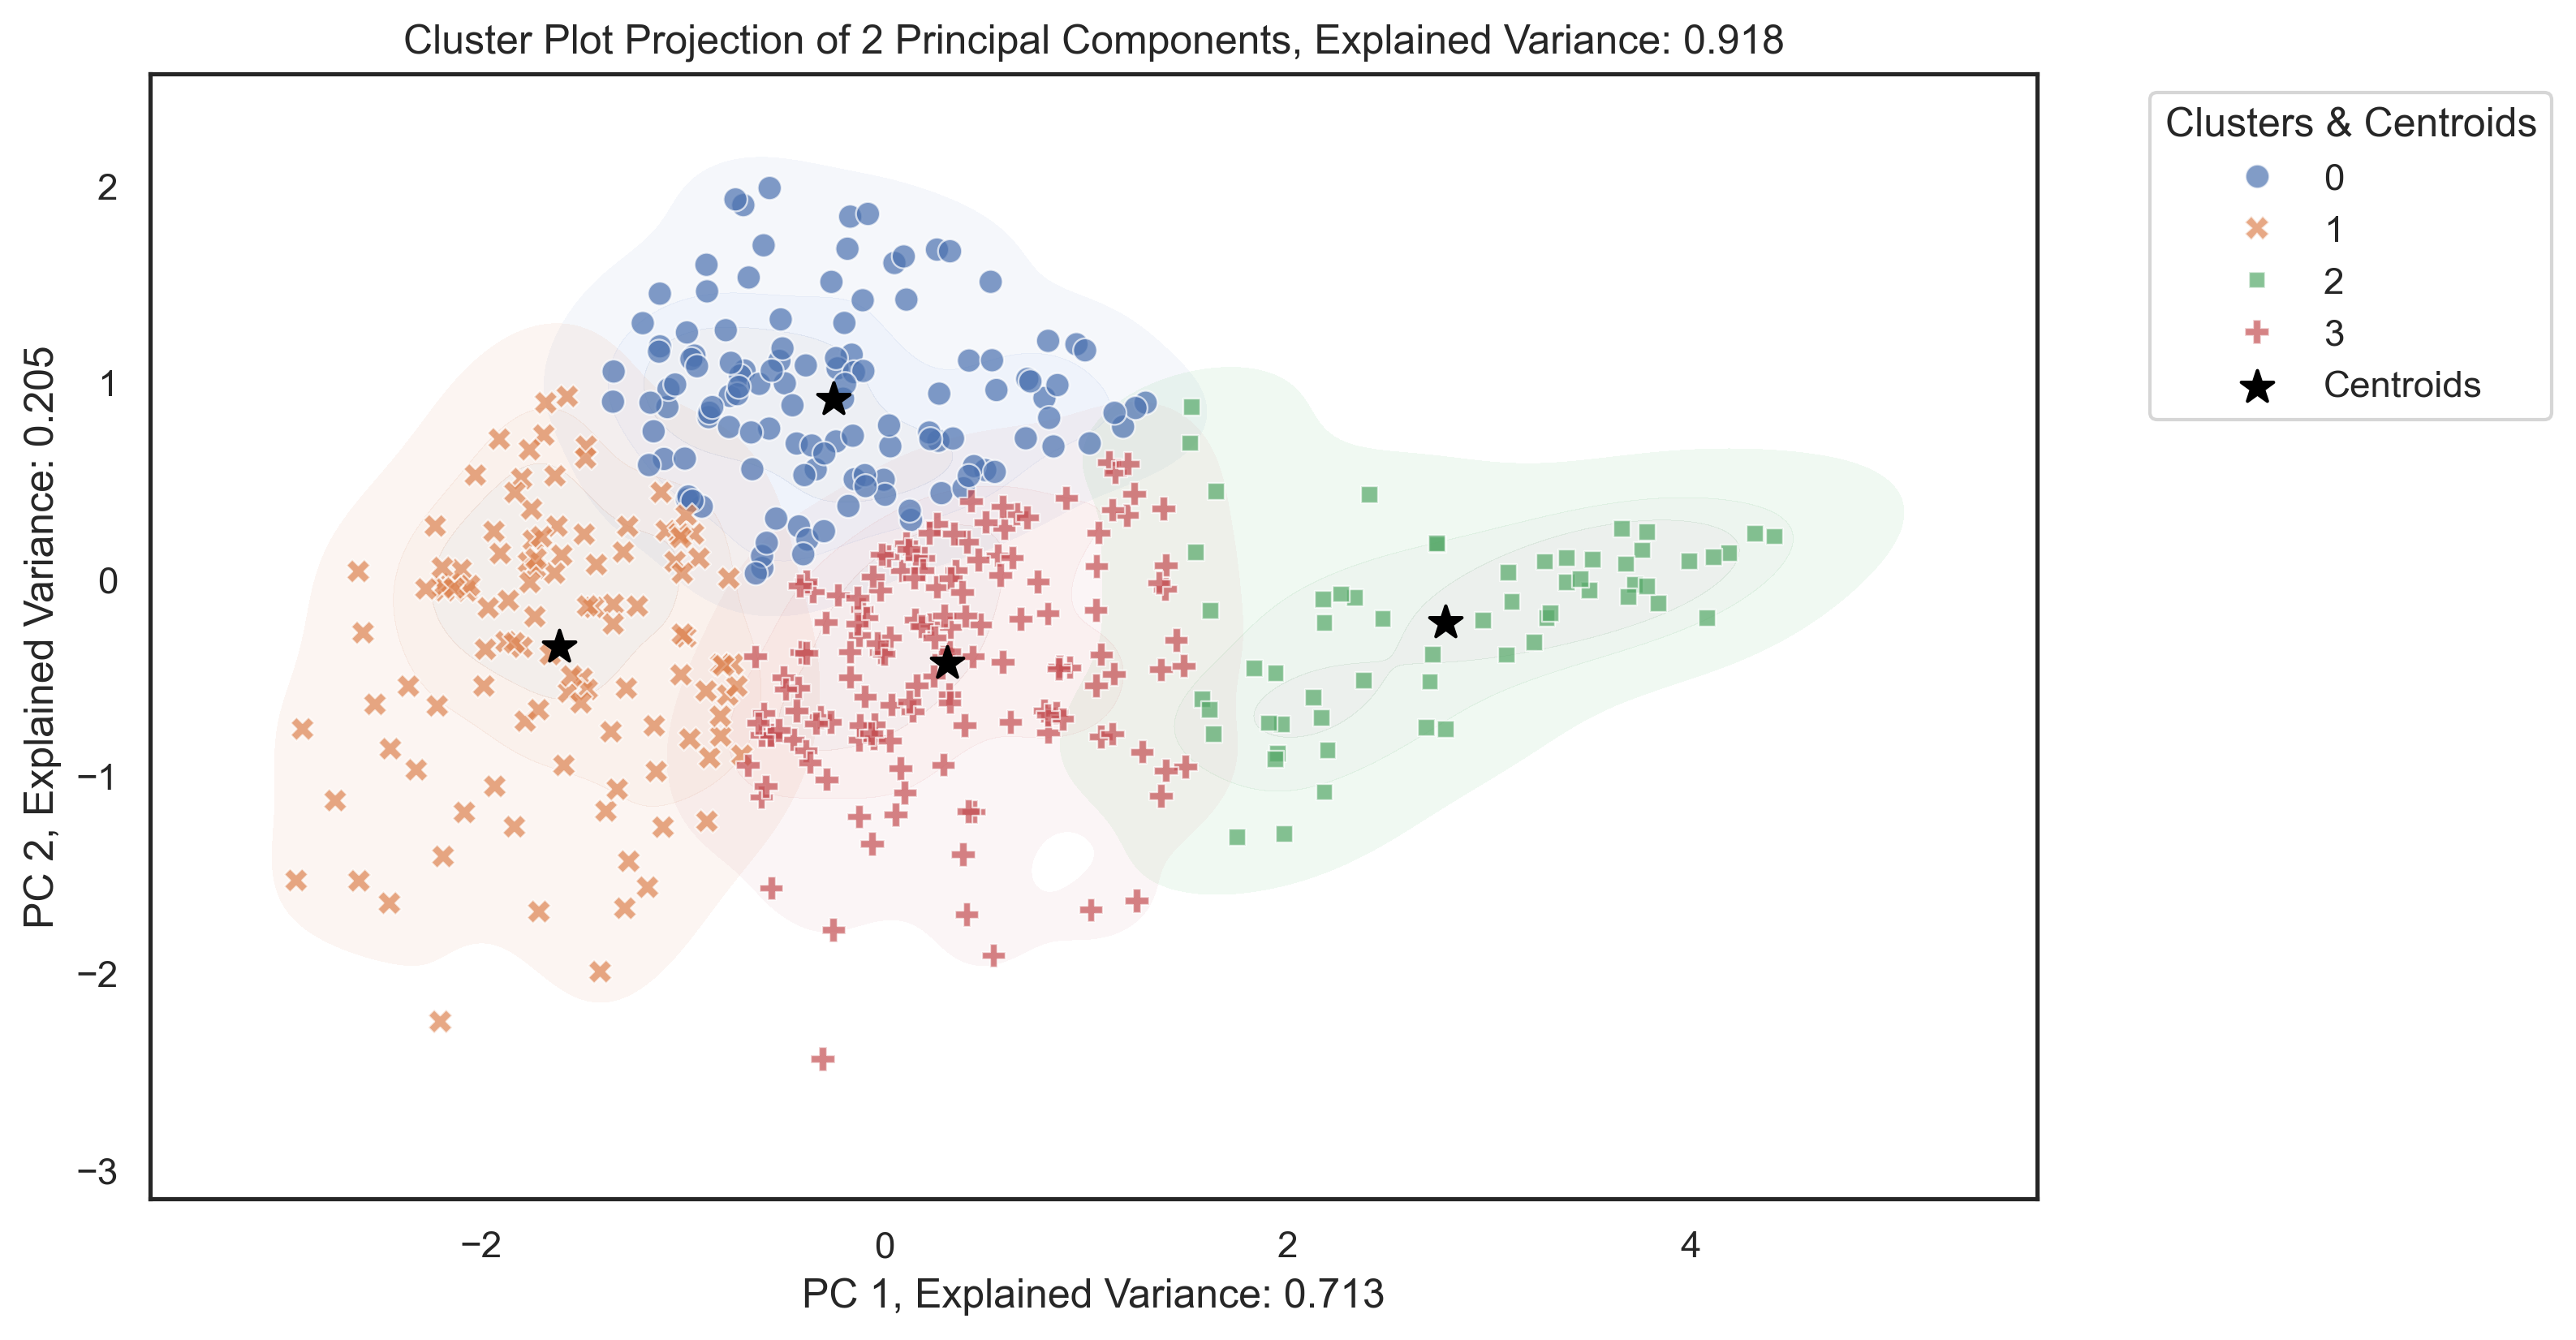 Cluster Plot Projection of 2 Principal Components, Explained Variance: 0.918
Clusters & Centroids
0
1
2
3
Centroids
PC 2, Explained Variance: 0.205
2
1
0
−1
−2
−3
−2
0
2
4
PC 1, Explained Variance: 0.713